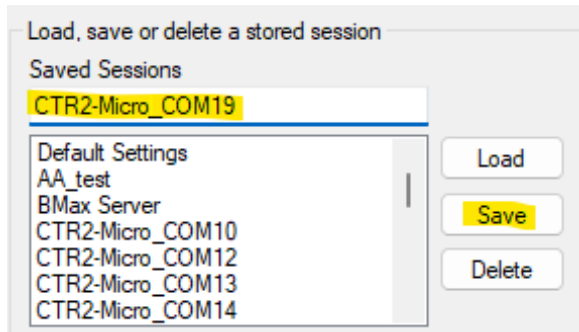 Load, save or delete a stored session
Saved Sessions
CTR2-Micro_COM19
Default Settings
AA_test
BMax Server
CTR2-Micro_COM10
CTR2-Micro_COM12
CTR2-Micro_COM13
CTR2-Micro_COM14
Load
Save
Delete